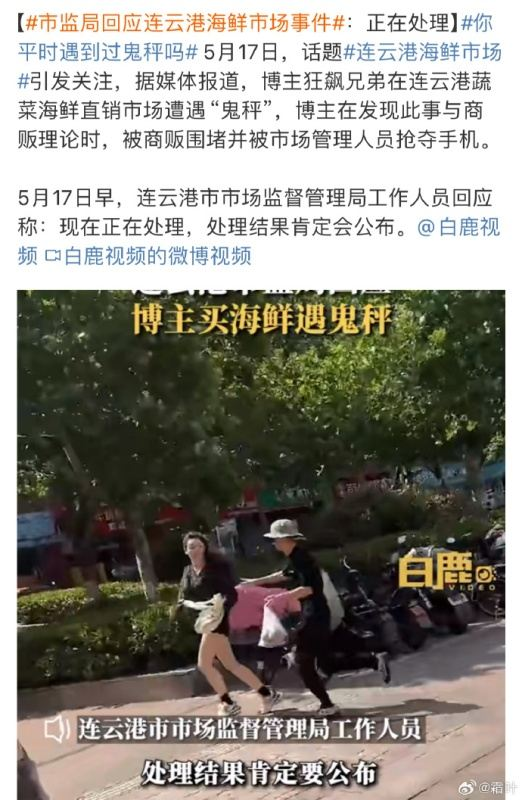 【#市监局回应连云港海鲜市场事件#：正在处理】#你
平时遇到过鬼秤吗# 5月17日，话题#连云港海鲜市场
#引发关注，据媒体报道，博主狂飙兄弟在连云港蔬
菜海鲜直销市场遭遇“鬼秤”，博主在发现此事与商
贩理论时，被商贩围堵并被市场管理人员抢夺手机。
5月17日早，连云港市市场监督管理局工作人员回应
称：现在正在处理，处理结果肯定会公布。@白鹿视
频 白鹿视频的微博视频
博主买海鲜遇鬼秤
白鹿
VIDEO
连云港市市场监督管理局工作人员
处理结果肯定要公布
@霜叶